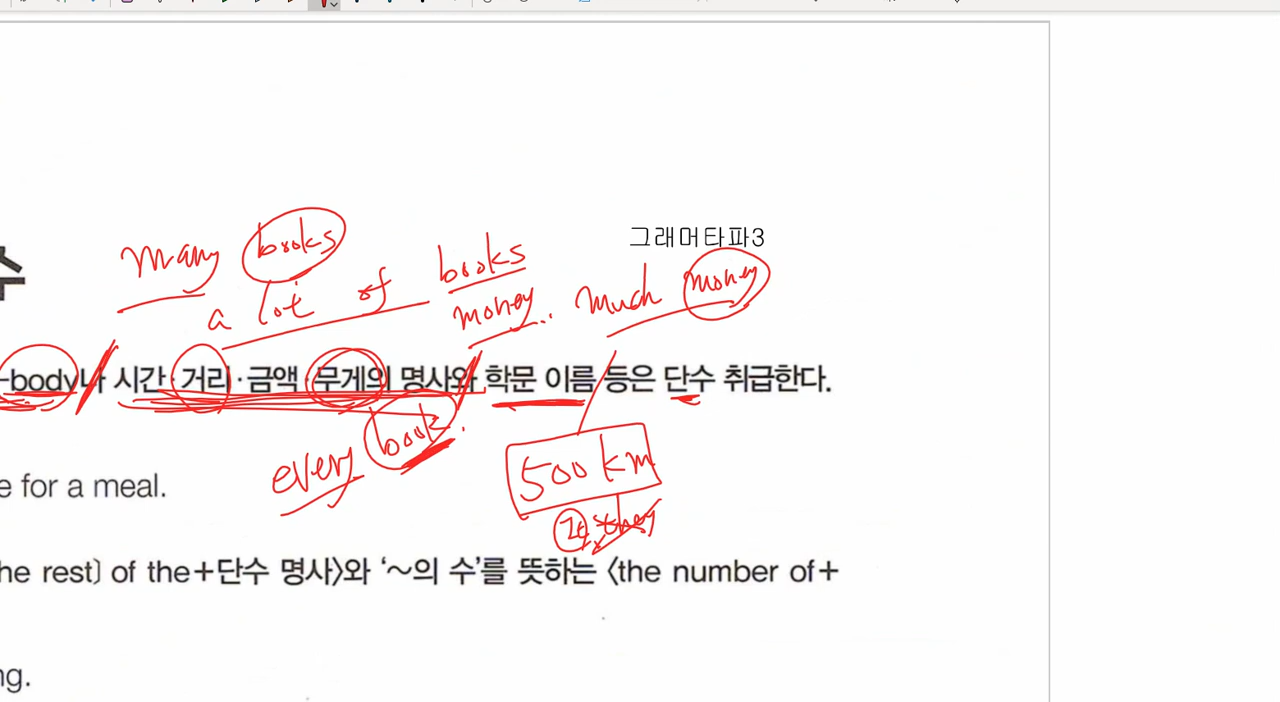 그래머타파3
many books
a lot of books
money.. much money
수
-body나 시간·거리·금액·무게의 명사와 학문 이름 등은 단수 취급한다.
every book.
500 km
it they
e for a meal.
he rest] of the+단수 명사〉와 ‘~의 수’를 뜻하는 〈the number of+
ng.